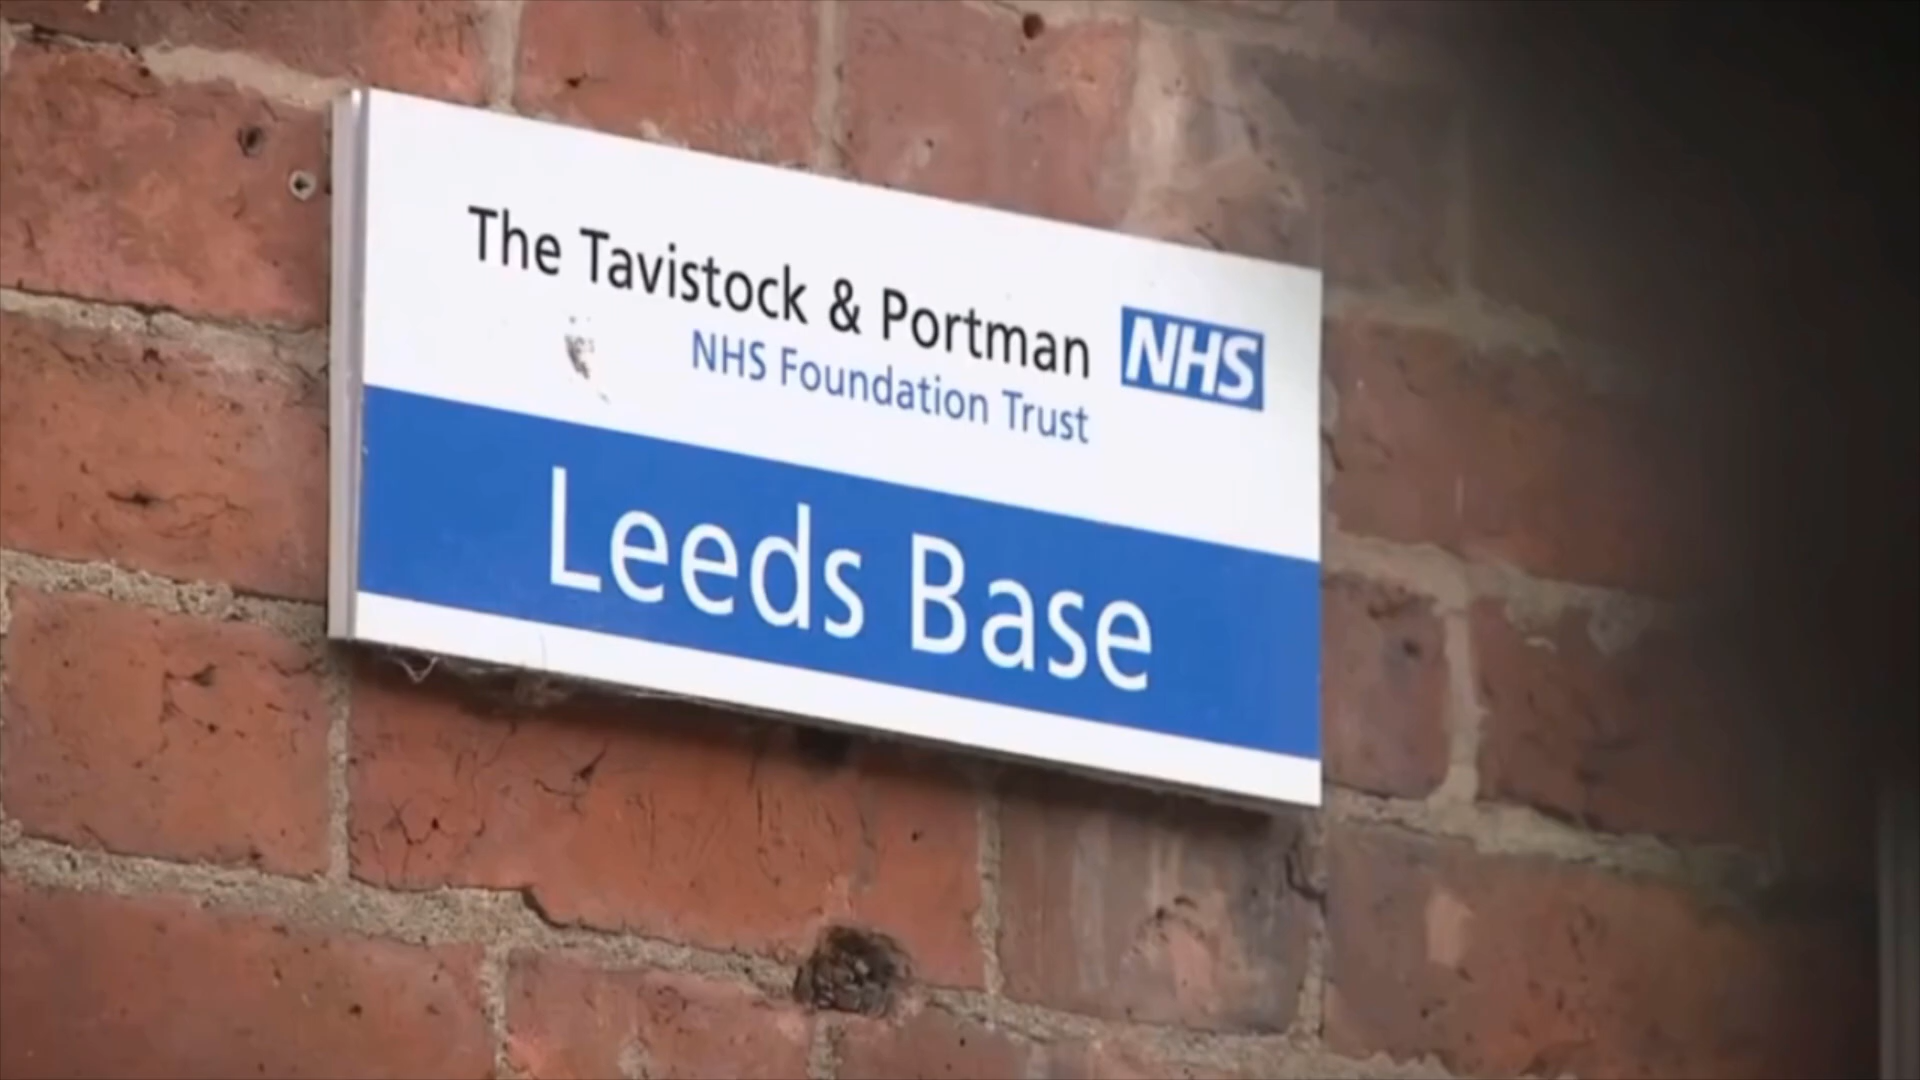 The Tavistock & Portman
NHS
NHS Foundation Trust
Leeds Base